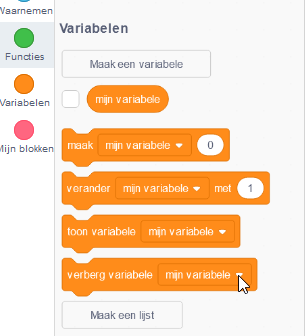 Waarnemen
Functies
Variabelen
Mijn blokken
Variabelen
Maak een variabele
mijn variabele
maak mijn variabele 0
verander mijn variabele met 1
toon variabele mijn variabele
verberg variabele mijn variabele
Maak een lijst